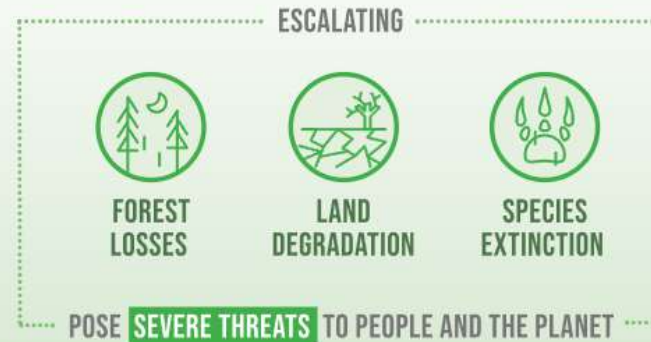 ESCALATING
FOREST
LOSSES
LAND
DEGRADATION
SPECIES
EXTINCTION
POSE SEVERE THREATS TO PEOPLE AND THE PLANET